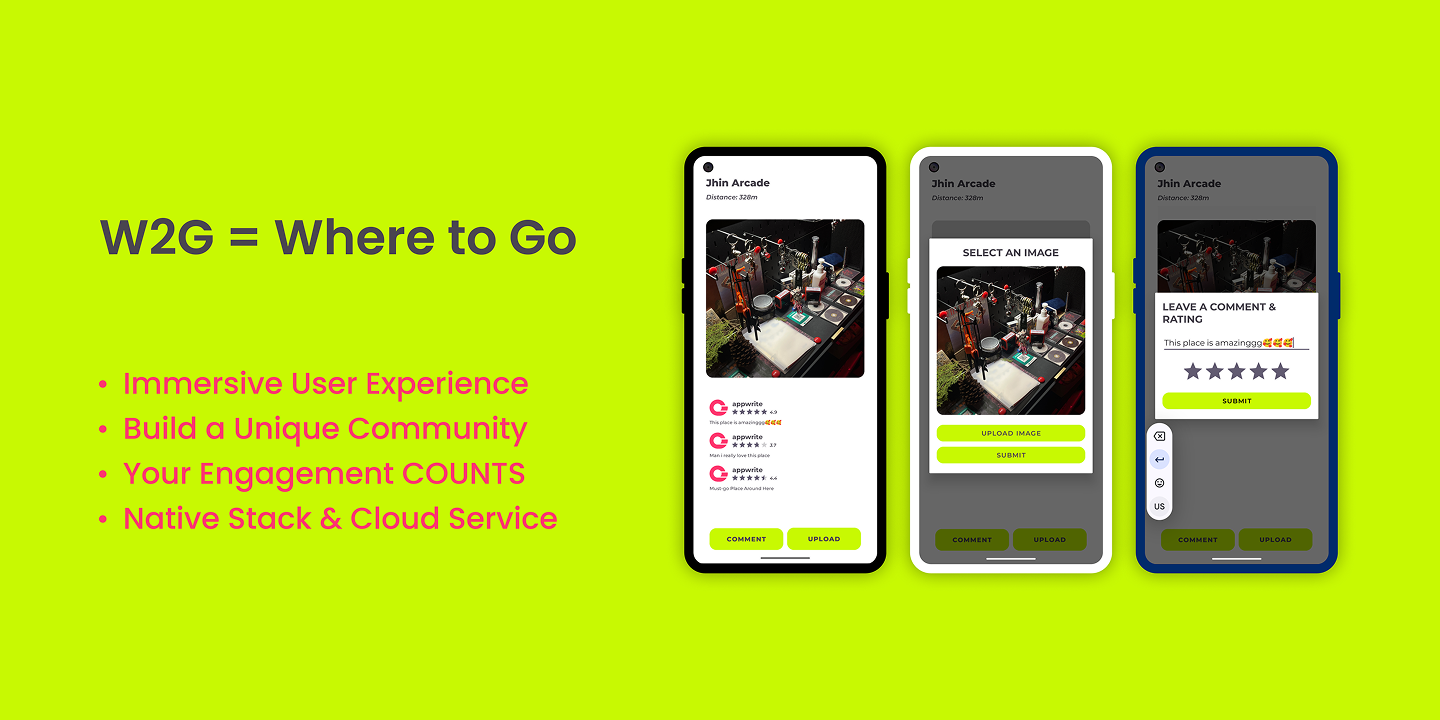 W2G = Where to Go
• Immersive User Experience
• Build a Unique Community
• Your Engagement COUNTS
• Native Stack & Cloud Service
Jhin Arcade
Distance: 328m
appwrite
4.9
This place is amazinggg🥰🥰🥰
appwrite
3.7
Man i really love this place
appwrite
4.4
Must-go Place Around Here
COMMENT UPLOAD
Jhin Arcade
Distance: 328m
SELECT AN IMAGE
UPLOAD IMAGE
SUBMIT
COMMENT UPLOAD
Jhin Arcade
Distance: 328m
LEAVE A COMMENT &
RATING
This place is amazinggg🥰🥰🥰
SUBMIT
US
COMMENT UPLOAD